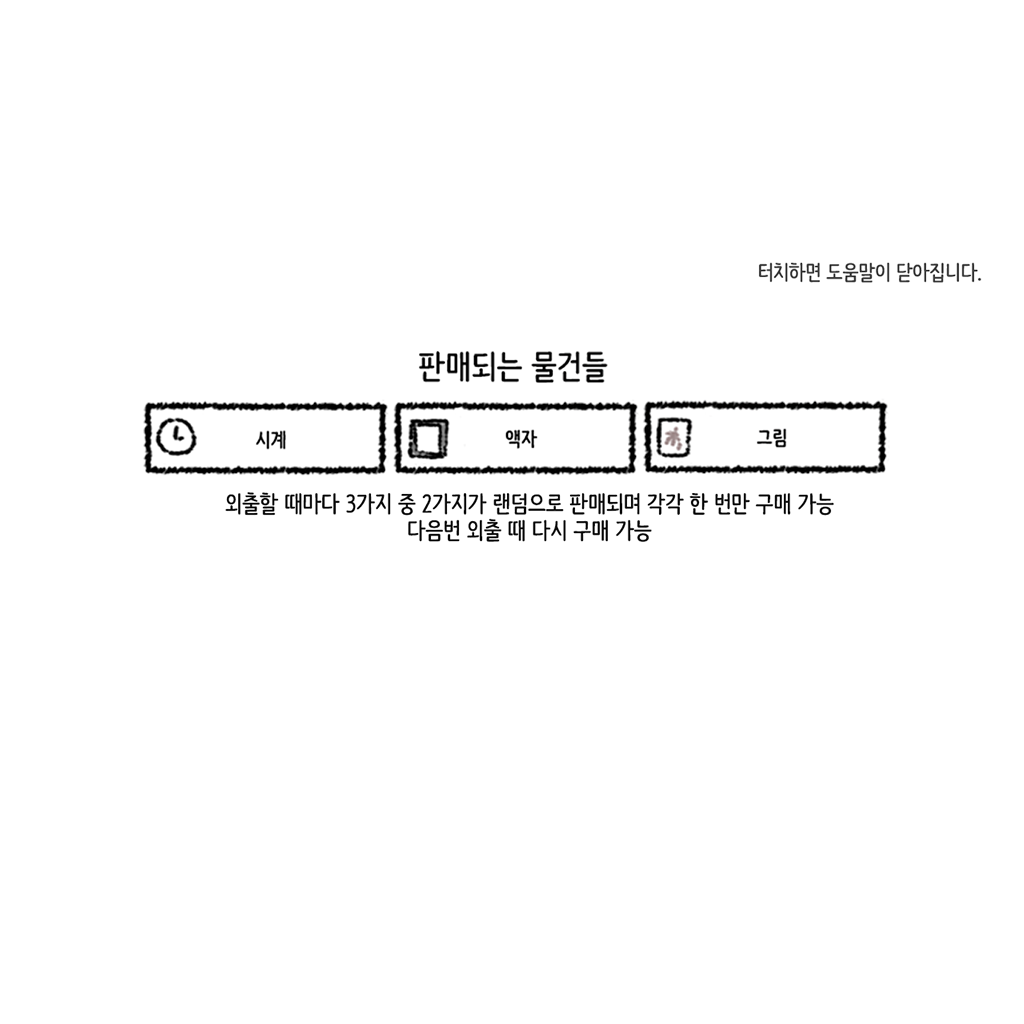 터치하면 도움말이 닫아집니다.
판매되는 물건들
시계
액자
그림
외출할 때마다 3가지 중 2가지가 랜덤으로 판매되며 각각 한 번만 구매 가능
다음번 외출 때 다시 구매 가능